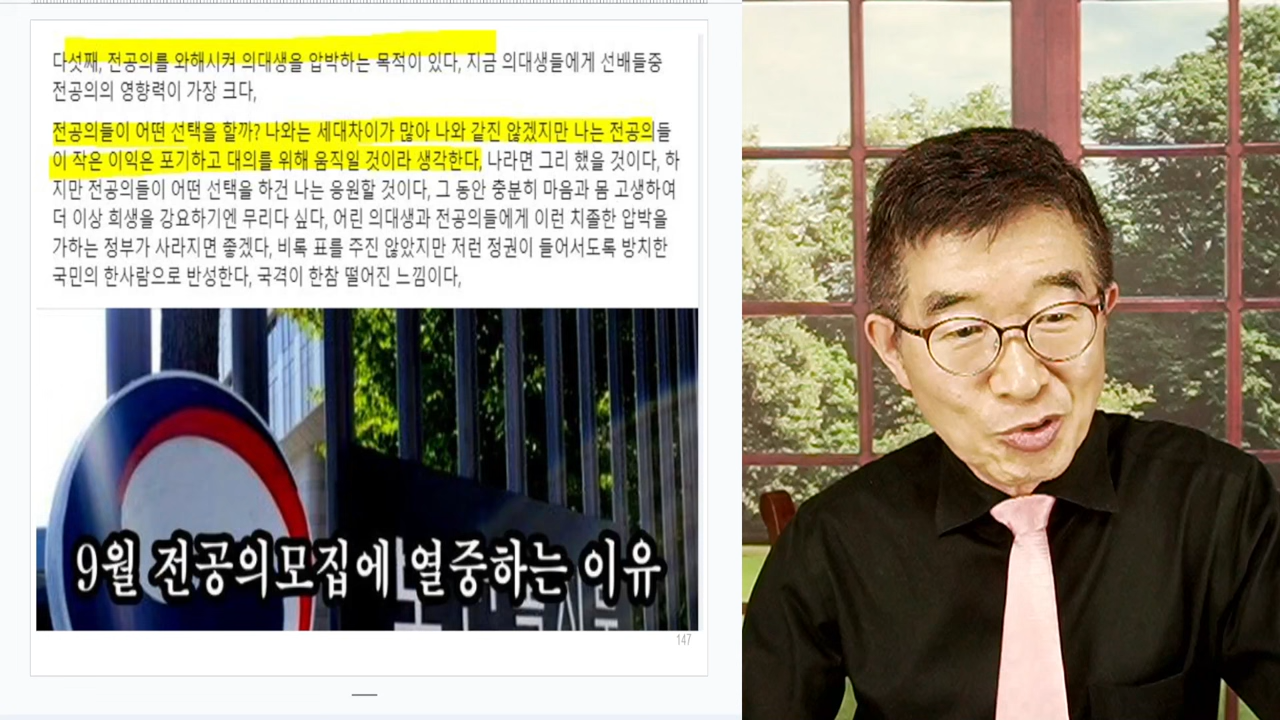 다섯째, 전공의를 와해시켜 의대생을 압박하는 목적이 있다, 지금 의대생들에게 선배들중
전공의의 영향력이 가장 크다,
전공의들이 어떤 선택을 할까? 나와는 세대차이가 많아 나와 같진 않겠지만 나는 전공의들
이 작은 이익은 포기하고 대의를 위해 움직일 것이라 생각한다, 나라면 그리 했을 것이다, 하
지만 전공의들이 어떤 선택을 하건 나는 응원할 것이다, 그 동안 충분히 마음과 몸 고생하여
더 이상 희생을 강요하기엔 무리다 싶다, 어린 의대생과 전공의들에게 이런 치졸한 압박을
가하는 정부가 사라지면 좋겠다, 비록 표를 주진 않았지만 저런 정권이 들어서도록 방치한
국민의 한사람으로 반성한다, 국격이 한참 떨어진 느낌이다,
9월 전공의모집에 열중하는 이유
147